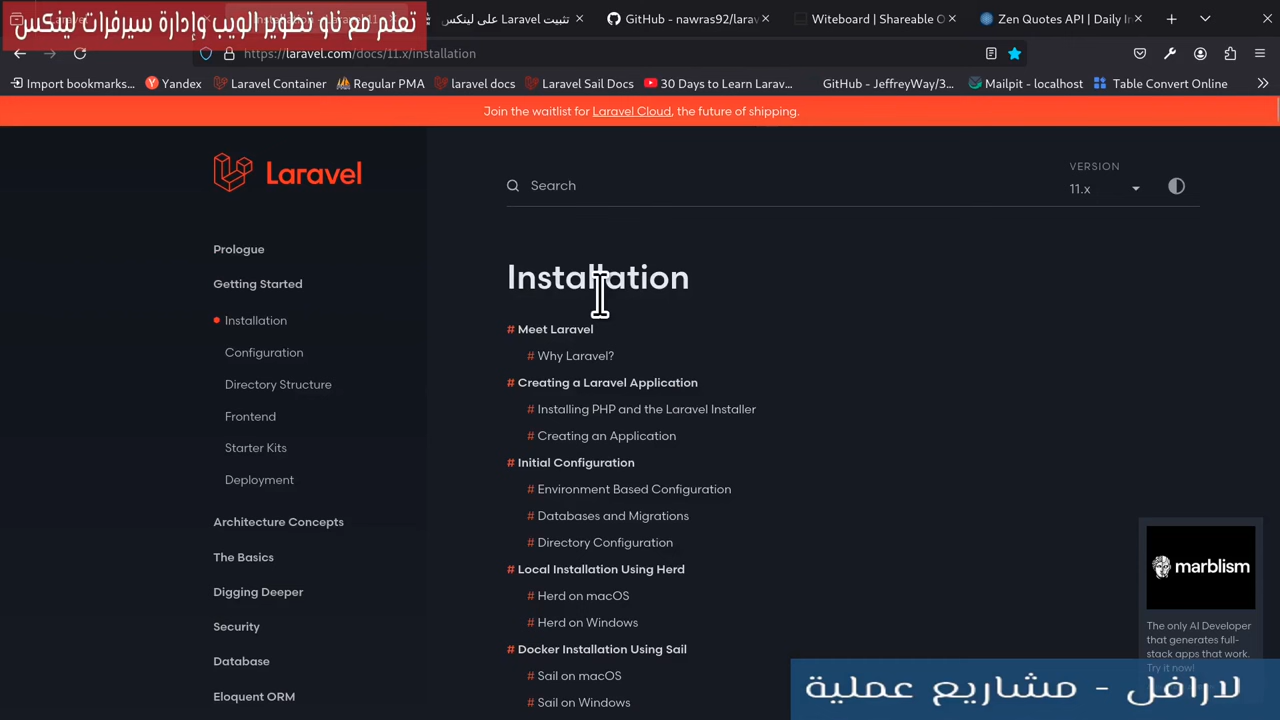 تعلم مع ناو تطوير الويب وإدارة سيرفرات لينكس
تثبيت Laravel على لينكس
GitHub - nawras92/larav
Witeboard | Shareable O
Zen Quotes API | Daily In
https://laravel.com/docs/11.x/installation
Import bookmarks...
Yandex
Laravel Container
Regular PMA
laravel docs
Laravel Sail Docs
30 Days to Learn Larav...
GitHub - JeffreyWay/3...
Mailpit - localhost
Table Convert Online
Join the waitlist for Laravel Cloud, the future of shipping.
Laravel
Search
VERSION
11.x
Prologue
Getting Started
Installation
Configuration
Directory Structure
Frontend
Starter Kits
Deployment
Architecture Concepts
The Basics
Digging Deeper
Security
Database
Eloquent ORM
Installation
# Meet Laravel
# Why Laravel?
# Creating a Laravel Application
# Installing PHP and the Laravel Installer
# Creating an Application
# Initial Configuration
# Environment Based Configuration
# Databases and Migrations
# Directory Configuration
# Local Installation Using Herd
# Herd on macOS
# Herd on Windows
# Docker Installation Using Sail
# Sail on macOS
# Sail on Windows
marblism
The only AI Developer
that generates full-
stack apps that work.
Try it now!
لارافل - مشاريع عملية